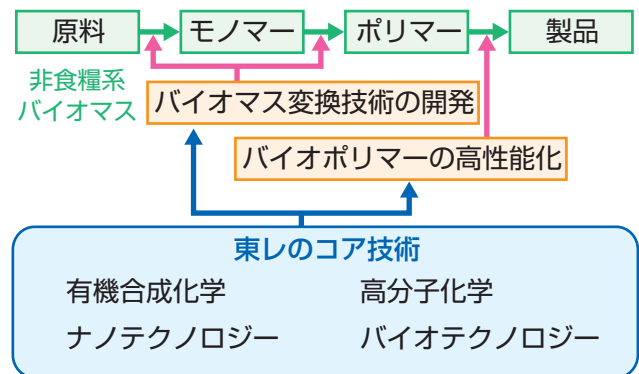 原料 モノマー ポリマー 製品
非食糧系
バイオマス
バイオマス変換技術の開発
バイオポリマーの高性能化
東レのコア技術
有機合成化学 高分子化学
ナノテクノロジー バイオテクノロジー